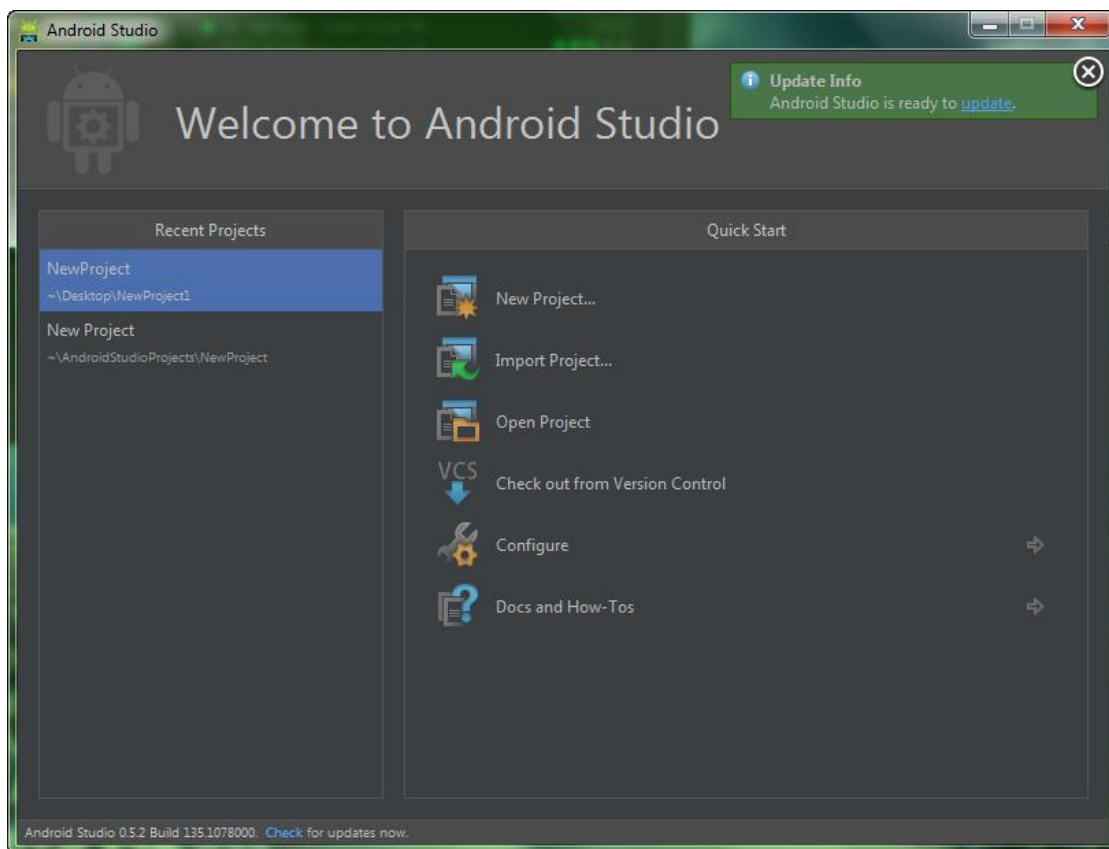 Android Studio
Welcome to Android Studio
Update Info
Android Studio is ready to update.
Recent Projects
NewProject
~\Desktop\NewProject1
New Project
~\AndroidStudioProjects\NewProject
Quick Start
New Project...
Import Project...
Open Project
VCS
Check out from Version Control
Configure
Docs and How-Tos
Android Studio 0.5.2 Build 135.1078000. Check for updates now.